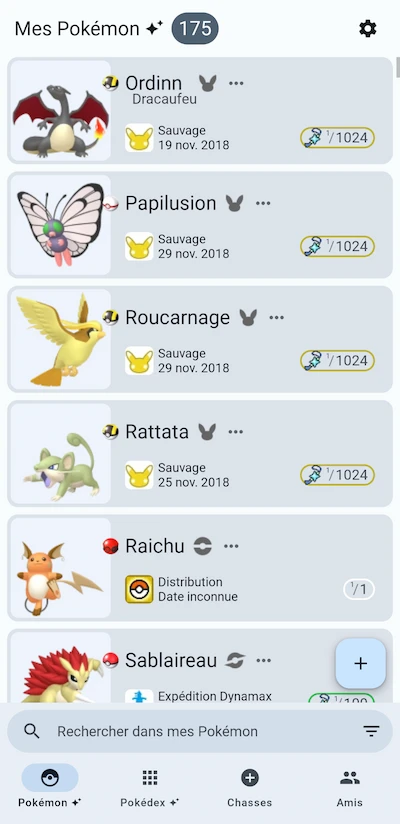 Mes Pokémon 175
Ordinn
Dracaufeu
Sauvage
19 nov. 2018
1/1024
Papilusion
Sauvage
29 nov. 2018
1/1024
Roucarnage
Sauvage
29 nov. 2018
1/1024
Rattata
Sauvage
25 nov. 2018
1/1024
Raichu
Distribution
Date inconnue
1/1
Sablaireau
Expédition Dynamax
Rechercher dans mes Pokémon
Pokémon
Pokédex
Chasses
Amis